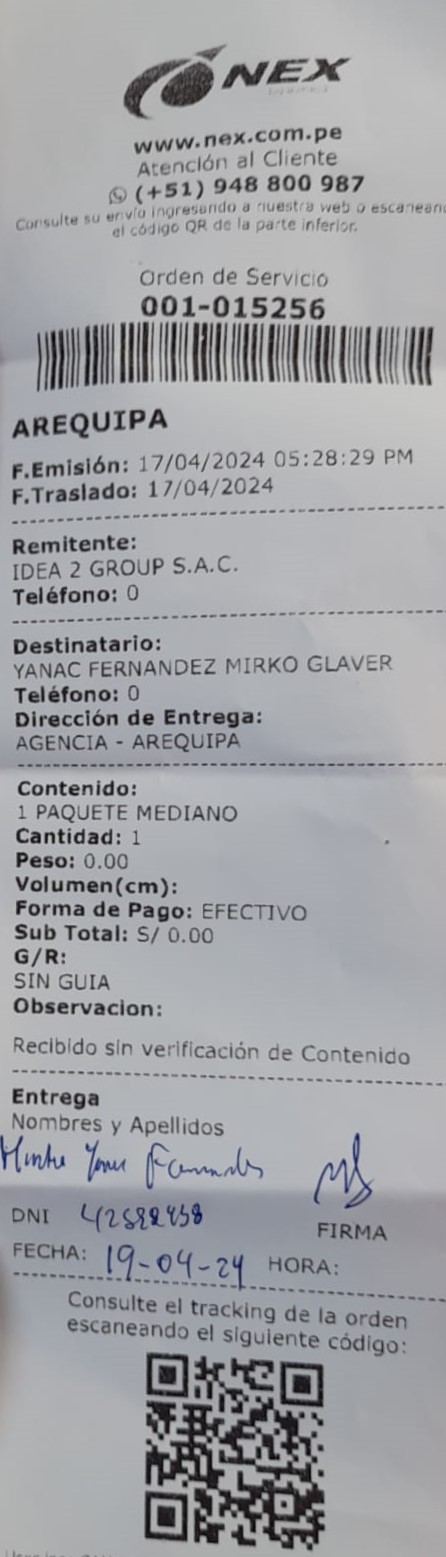 NEX
www.nex.com.pe
Atención al Cliente
(+51) 948 800 987
Consulte su envío ingresando a nuestra web o escaneand
el código QR de la parte inferior.
Orden de Servicio
001-015256
AREQUIPA
F.Emisión: 17/04/2024 05:28:29 PM
F.Traslado: 17/04/2024
Remitente:
IDEA 2 GROUP S.A.C.
Teléfono: 0
Destinatario:
YANAC FERNANDEZ MIRKO GLAVER
Teléfono: 0
Dirección de Entrega:
AGENCIA - AREQUIPA
Contenido:
1 PAQUETE MEDIANO
Cantidad: 1
Peso: 0.00
Volumen(cm):
Forma de Pago: EFECTIVO
Sub Total: S/ 0.00
G/R:
SIN GUIA
Observacion:
Recibido sin verificación de Contenido
Entrega
Nombres y Apellidos
DNI
FIRMA
FECHA: 19-04-24 HORA:
Consulte el tracking de la orden
escaneando el siguiente código: